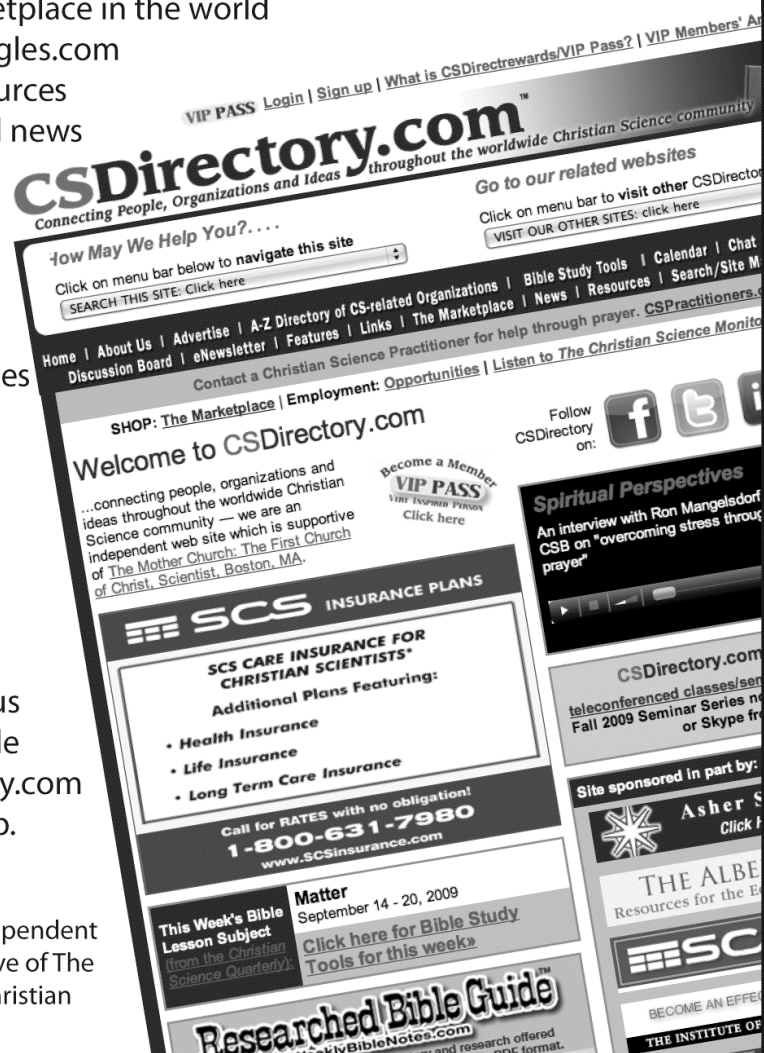 etplace in the world
gles.com
urces
news
es
us
le
y.com
p.
pendent
ve of The
ristian
VIP PASS Login | Sign up | What is CSDirectrewards/VIP Pass? | VIP Members' Ar
CSDirectory.com™
Connecting People, Organizations and Ideas throughout the worldwide Christian Science community
How May We Help You?....
Click on menu bar below to navigate this site
SEARCH THIS SITE: Click here
Go to our related websites
Click on menu bar to visit other CSDirector
VISIT OUR OTHER SITES: click here
Home | About Us | Advertise | A-Z Directory of CS-related Organizations | Bible Study Tools | Calendar | Chat
Discussion Board | eNewsletter | Features | Links | The Marketplace | News | Resources | Search/Site M
Contact a Christian Science Practitioner for help through prayer. CSPractitioners.c
SHOP: The Marketplace | Employment: Opportunities | Listen to The Christian Science Monito
Welcome to CSDirectory.com
...connecting people, organizations and
ideas throughout the worldwide Christian
Science community — we are an
independent web site which is supportive
of The Mother Church: The First Church
of Christ, Scientist, Boston, MA.
Become a Member
VIP PASS
VERY INSPIRED PERSON
Click here
Follow
CSDirectory
on:
f
t
i
Spiritual Perspectives
An interview with Ron Mangelsdorf
CSB on "overcoming stress throug
prayer"
SCS INSURANCE PLANS
SCS CARE INSURANCE FOR
CHRISTIAN SCIENTISTS*
Additional Plans Featuring:
• Health Insurance
• Life Insurance
• Long Term Care Insurance
Call for RATES with no obligation!
1-800-631-7980
www.SCSinsurance.com
CSDirectory.com
teleconferenced classes/sem
Fall 2009 Seminar Series no
or Skype fre
Site sponsored in part by:
Asher S
Click H
THE ALBE
Resources for the E
SC
BECOME AN EFFEC
THE INSTITUTE OF
This Week's Bible
Lesson Subject
(from the Christian
Science Quarterly):
Matter
September 14 - 20, 2009
Click here for Bible Study
Tools for this week»
Researched Bible Guide™
WeeklyBibleNotes.com
and research offered
PDF format.